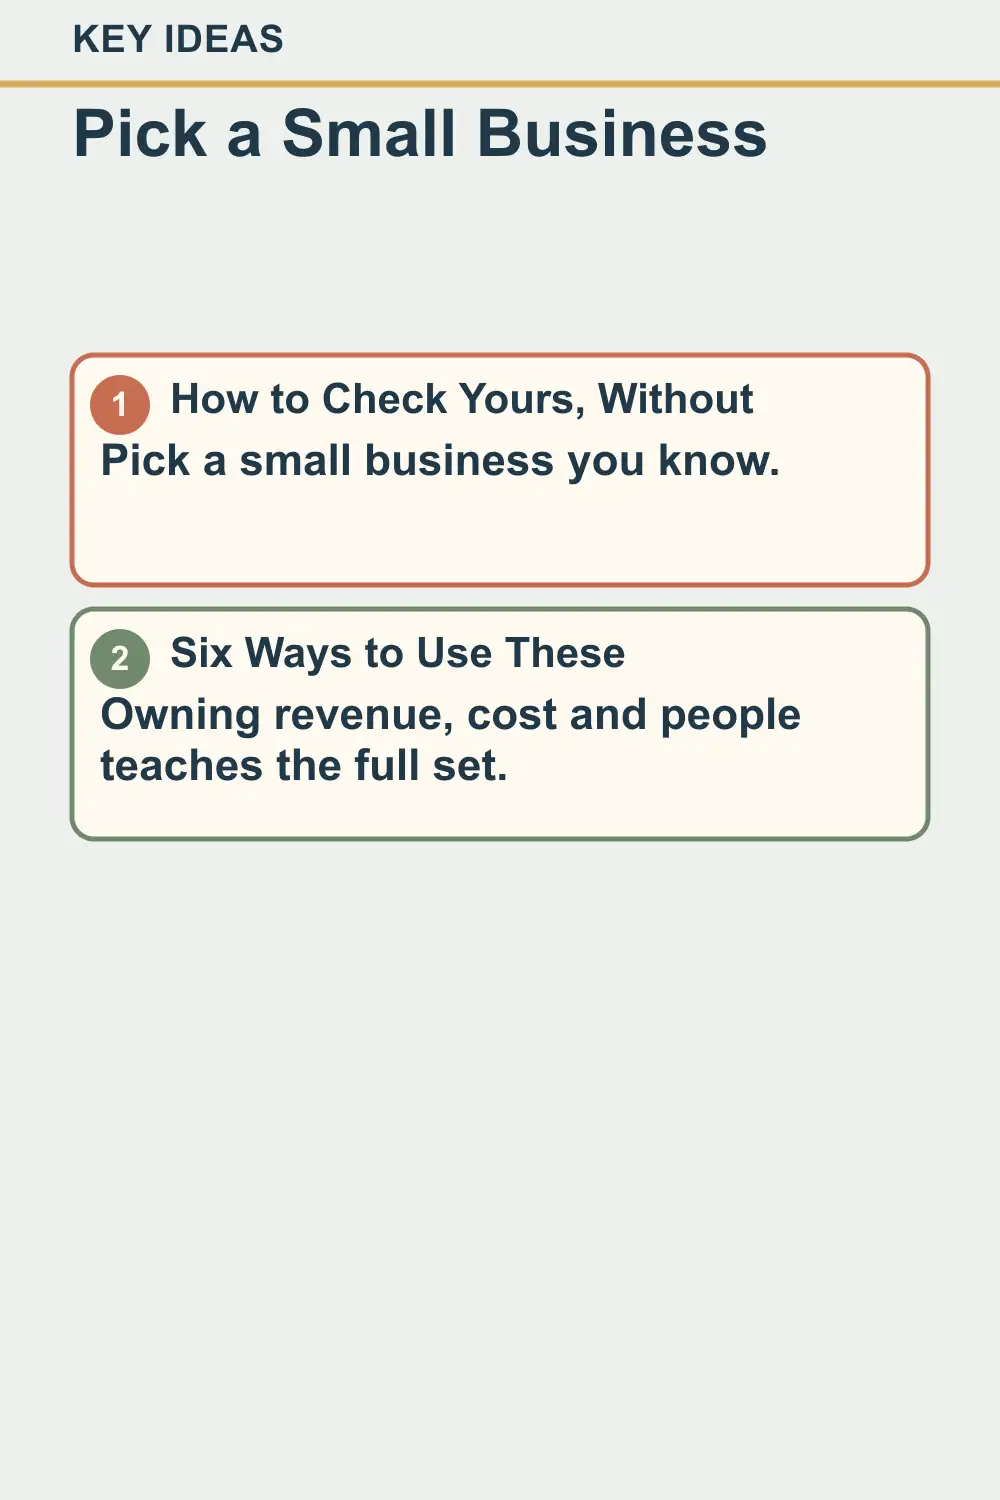 KEY IDEAS
Pick a Small Business
1 How to Check Yours, Without
Pick a small business you know.
2 Six Ways to Use These
Owning revenue, cost and people
teaches the full set.